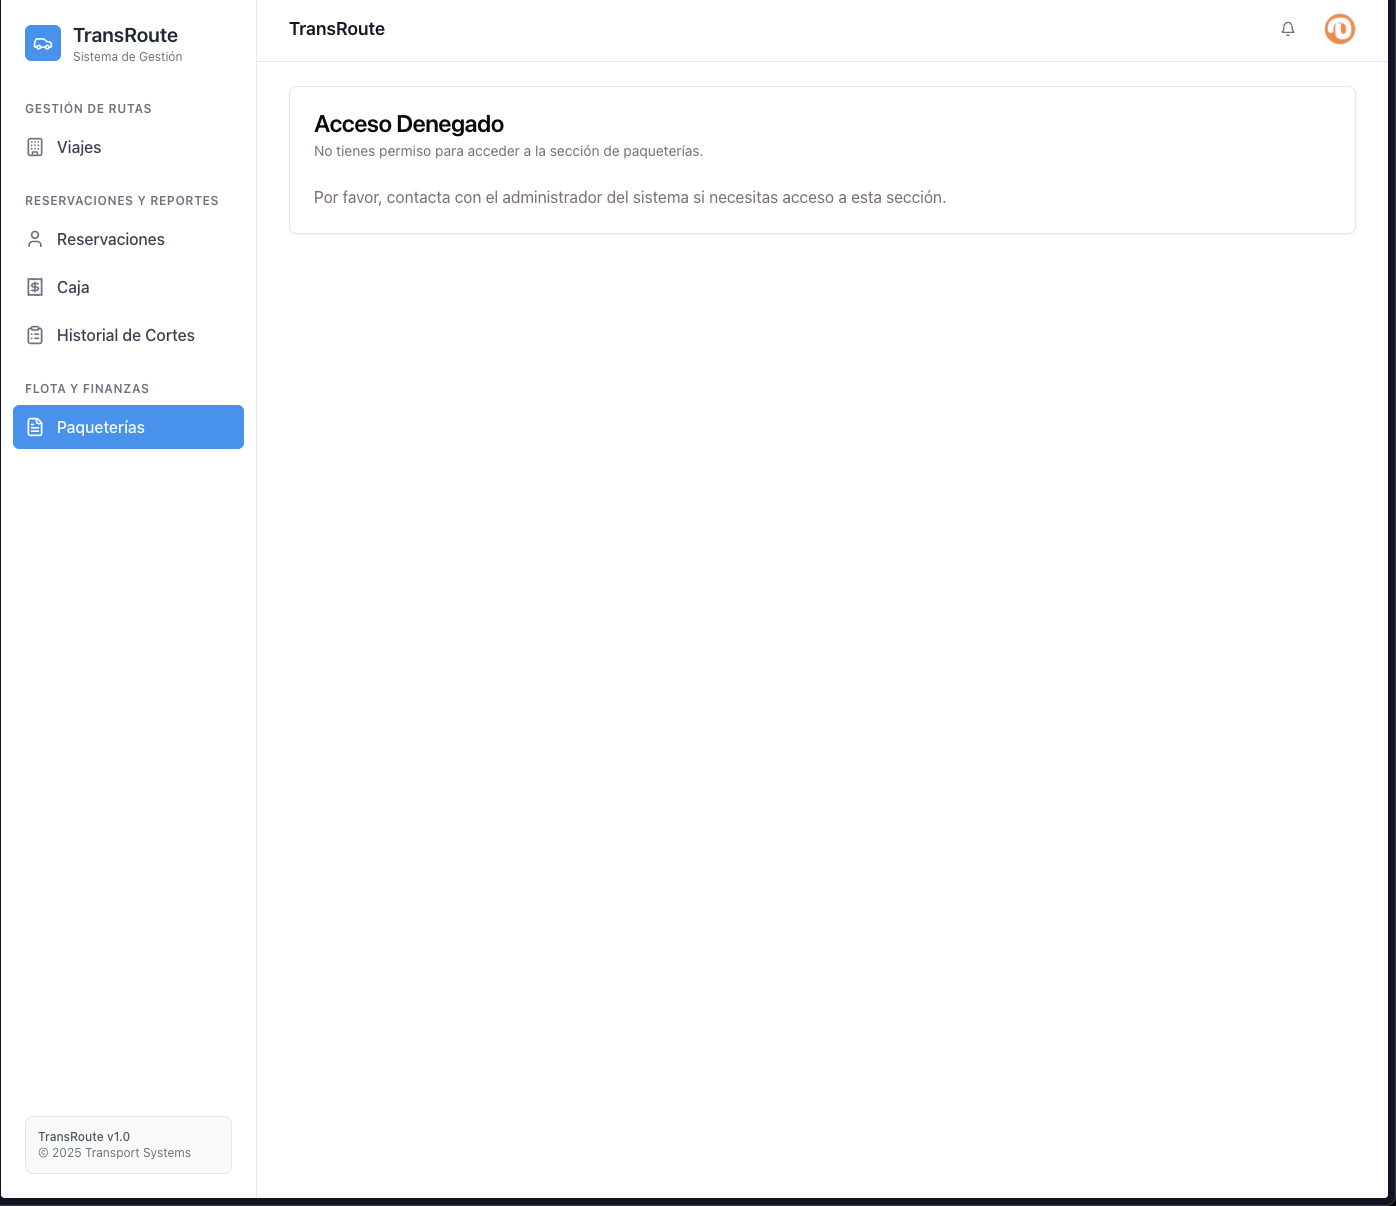 TransRoute
Sistema de Gestión
GESTIÓN DE RUTAS
Viajes
RESERVACIONES Y REPORTES
Reservaciones
Caja
Historial de Cortes
FLOTA Y FINANZAS
Paqueterías
TransRoute v1.0
© 2025 Transport Systems
TransRoute
Acceso Denegado
No tienes permiso para acceder a la sección de paqueterías.
Por favor, contacta con el administrador del sistema si necesitas acceso a esta sección.